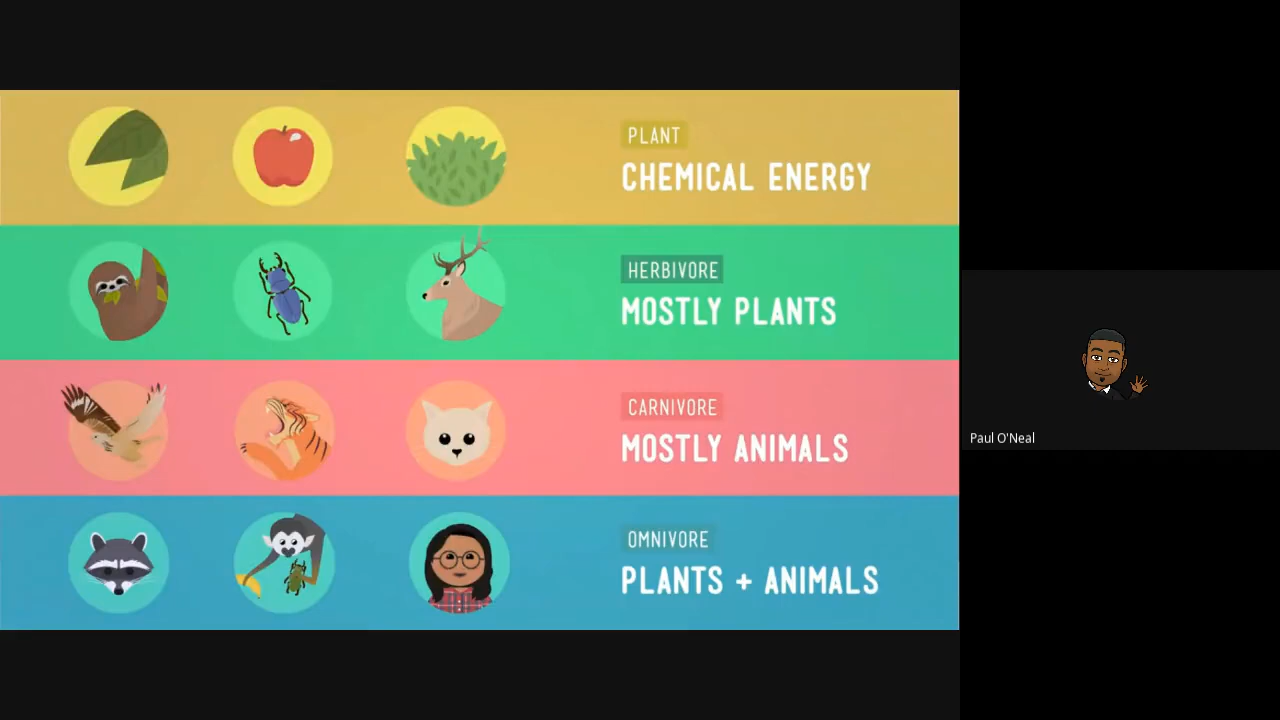 PLANT
CHEMICAL ENERGY
HERBIVORE
MOSTLY PLANTS
CARNIVORE
MOSTLY ANIMALS
OMNIVORE
PLANTS + ANIMALS
Paul O'Neal